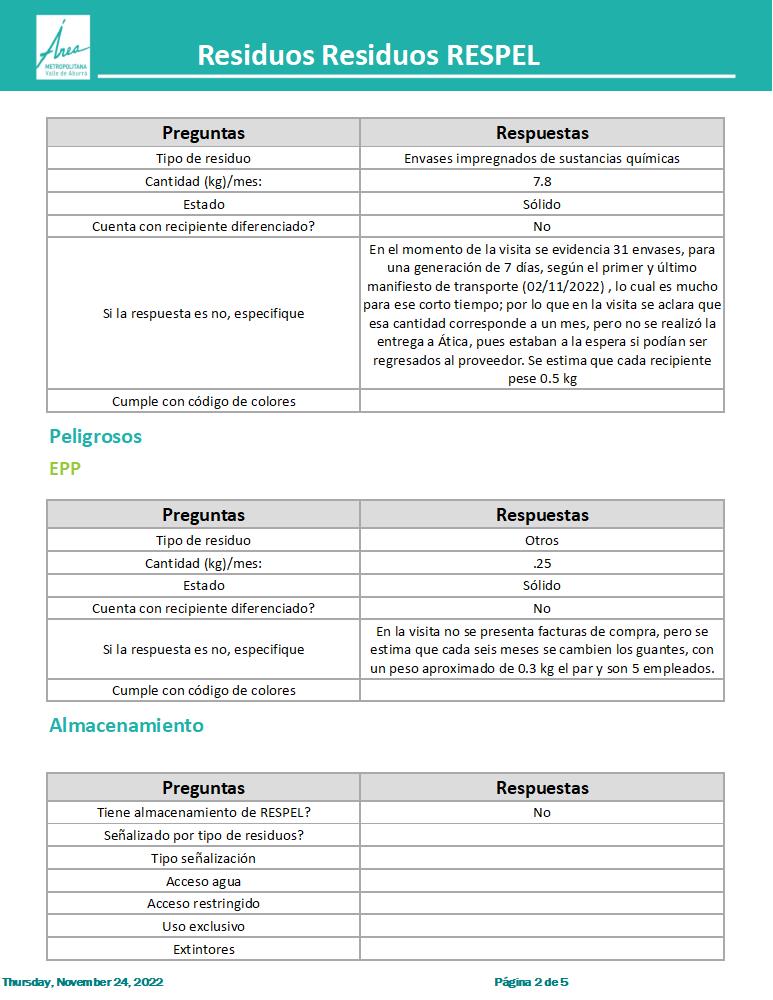 Área
METROPOLITANA
Valle de Aburrá
Residuos Residuos RESPEL
Preguntas Respuestas
Tipo de residuo Envases impregnados de sustancias químicas
Cantidad (kg)/mes: 7.8
Estado Sólido
Cuenta con recipiente diferenciado? No
Si la respuesta es no, especifique
En el momento de la visita se evidencia 31 envases, para
una generación de 7 días, según el primer y último
manifiesto de transporte (02/11/2022) , lo cual es mucho
para ese corto tiempo; por lo que en la visita se aclara que
esa cantidad corresponde a un mes, pero no se realizó la
entrega a Ática, pues estaban a la espera si podían ser
regresados al proveedor. Se estima que cada recipiente
pese 0.5 kg
Cumple con código de colores
Peligrosos
EPP
Preguntas Respuestas
Tipo de residuo Otros
Cantidad (kg)/mes: .25
Estado Sólido
Cuenta con recipiente diferenciado? No
Si la respuesta es no, especifique
En la visita no se presenta facturas de compra, pero se
estima que cada seis meses se cambien los guantes, con
un peso aproximado de 0.3 kg el par y son 5 empleados.
Cumple con código de colores
Almacenamiento
Preguntas Respuestas
Tiene almacenamiento de RESPEL? No
Señalizado por tipo de residuos?
Tipo señalización
Acceso agua
Acceso restringido
Uso exclusivo
Extintores
Thursday, November 24, 2022 Página 2 de 5